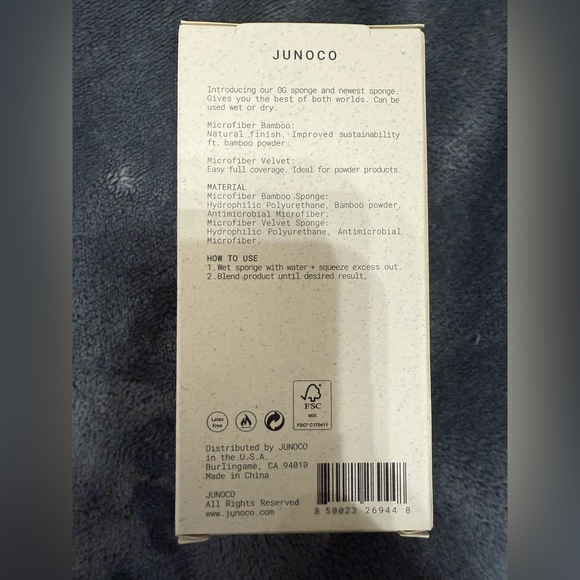 JUNOCO
Introducing our OG sponge and newest sponge.
Gives you the best of both worlds. Can be
used wet or dry.
Microfiber Bamboo:
Natural finish. Improved sustainability
ft. bamboo powder.
Microfiber Velvet:
Easy full coverage. Ideal for powder products.
MATERIAL
Microfiber Bamboo Sponge:
Hydrophilic Polyurethane, Bamboo powder,
Antimicrobial Microfiber.
Microfiber Velvet Sponge:
Hydrophilic Polyurethane, Antimicrobial
Microfiber.
HOW TO USE
1. Wet sponge with water + squeeze excess out.
2. Blend product until desired result.
Latex
Free
FSC
MIX
FSC® C170411
Distributed by JUNOCO
in the U.S.A.
Burlingame, CA 94010
Made in China
JUNOCO
All Rights Reserved
www.junoco.com
8 50022 26944 8